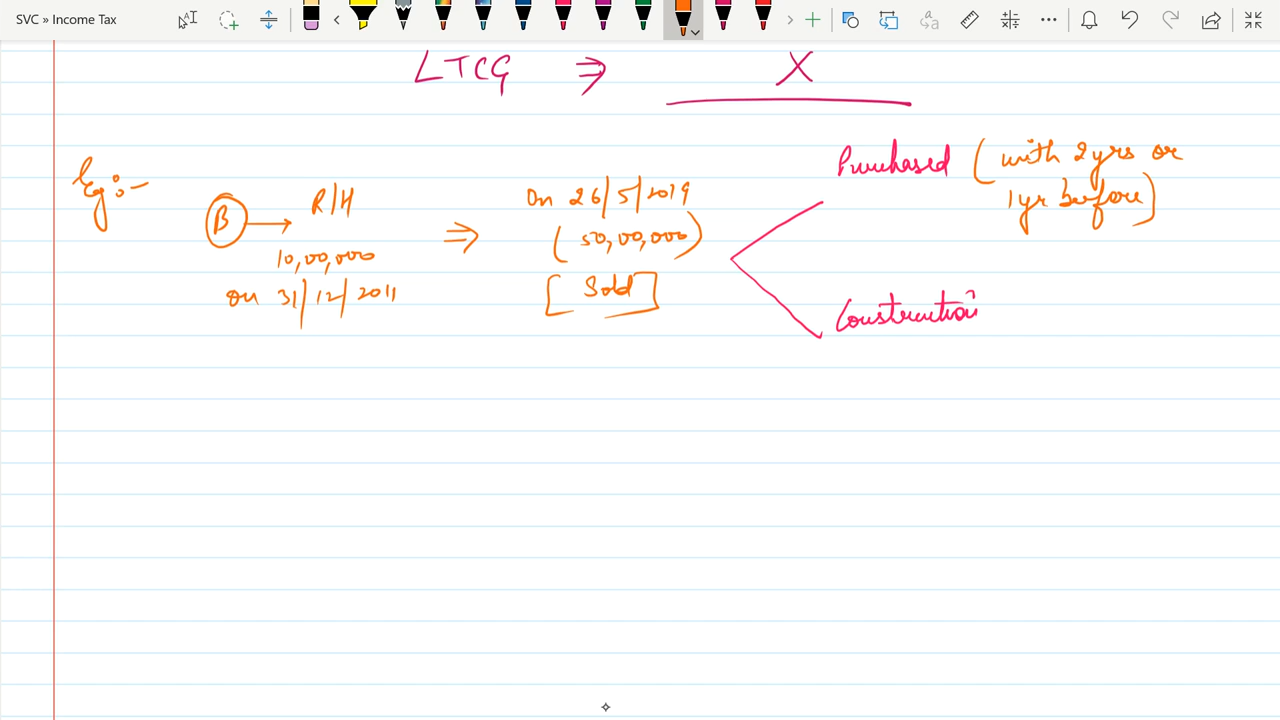 SVC » Income Tax
LTCG ⇒ X
Eg:-
B → R/H
10,00,000
on 31/12/2011
⇒
On 26/5/2019
(50,00,000)
[Sold]
Purchased (with 2yrs or
1yr before)
Construction